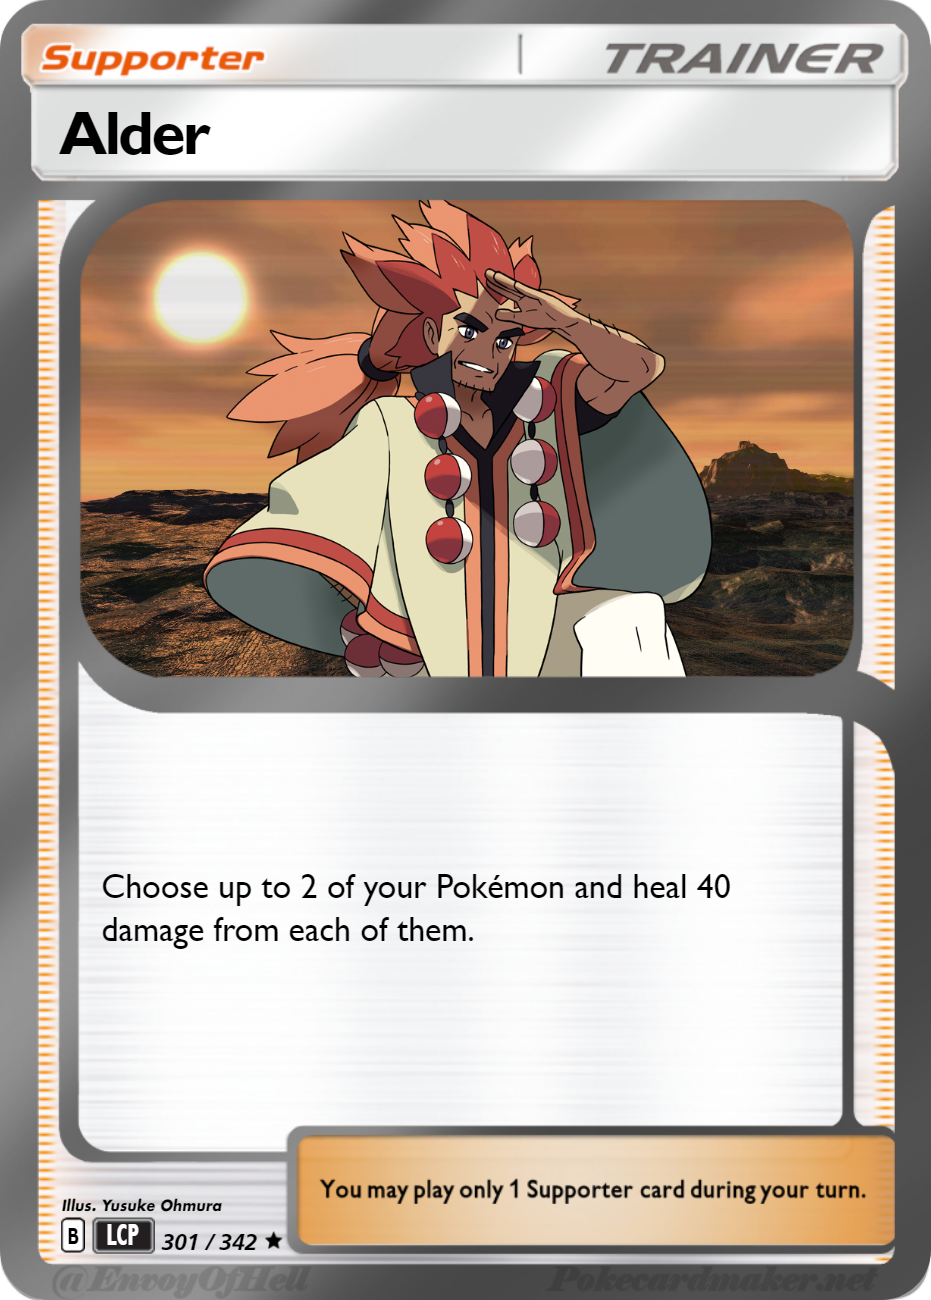 Supporter | TRAINER
Alder
Choose up to 2 of your Pokémon and heal 40
damage from each of them.
You may play only 1 Supporter card during your turn.
Illus. Yusuke Ohmura
B LCP 301 / 342 ★
@EnvoyOfHell Pokecardmaker.net